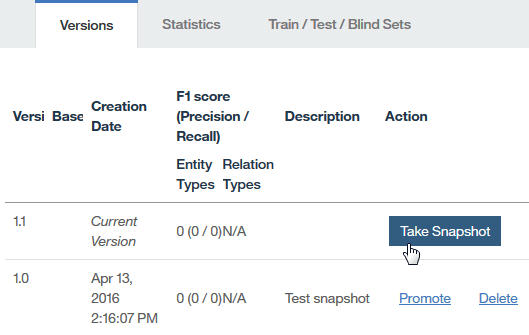 Versions Statistics Train / Test / Blind Sets
Versi Base Creation Date F1 score (Precision / Recall) Description Action
Entity Types Relation Types
1.1 Current Version 0 (0 / 0) N/A Take Snapshot
1.0 Apr 13, 2016 2:16:07 PM 0 (0 / 0) N/A Test snapshot Promote Delete